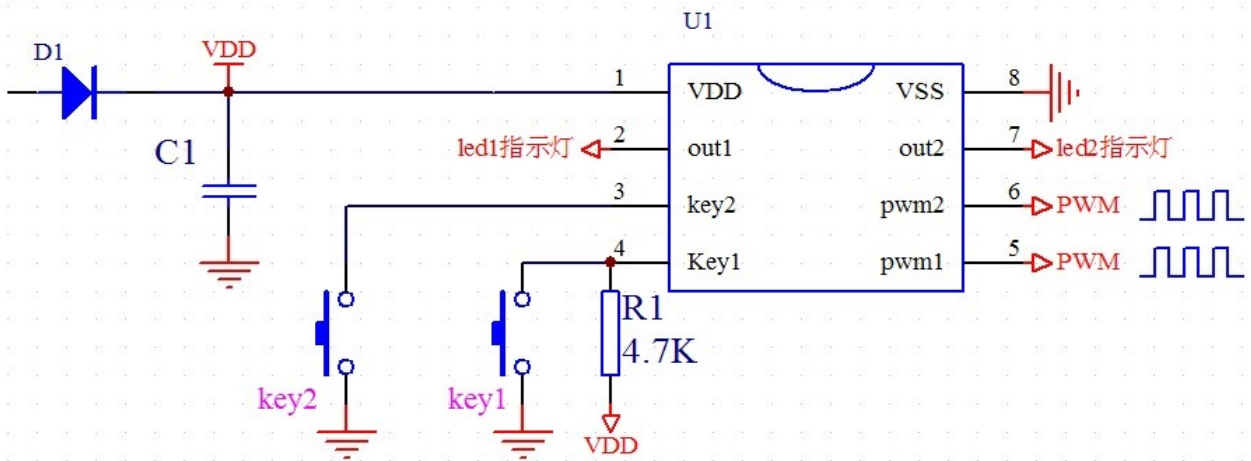 U1
D1
VDD
1 VDD VSS 8
C1
led1指示灯 2 out1 out2 7 led2指示灯
3 key2 pwm2 6 PWM
4 Key1 pwm1 5 PWM
R1
4.7K
key2 key1
VDD